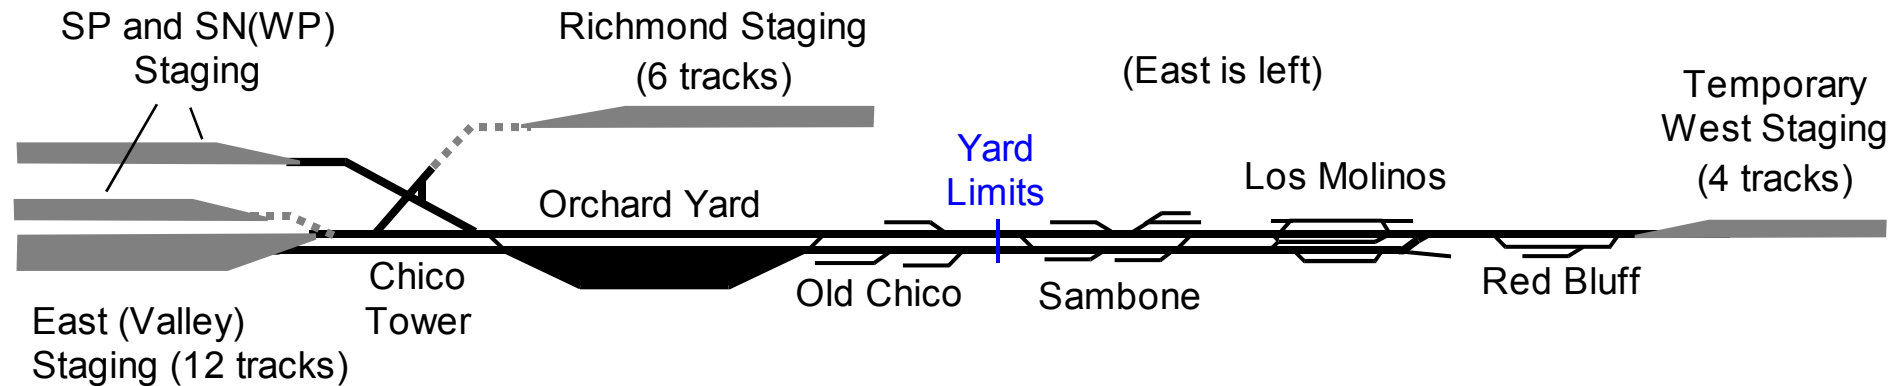 SP and SN(WP)
Staging
Richmond Staging
(6 tracks)
(East is left)
Temporary
West Staging
(4 tracks)
Yard
Limits
Los Molinos
Orchard Yard
Chico
Tower
Old Chico
Sambone
Red Bluff
East (Valley)
Staging (12 tracks)